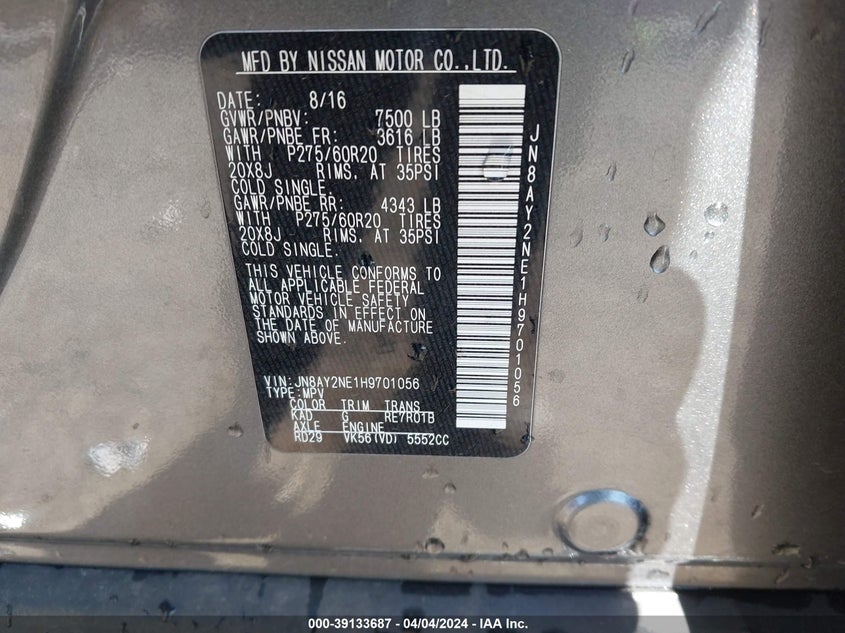 MFD BY NISSAN MOTOR CO.,LTD.
DATE: 8/16
GVWR/PNBV: 7500 LB
GAWR/PNBE FR: 3616 LB
WITH P275/60R20 TIRES
20X8J RIMS, AT 35PSI
COLD SINGLE.
GAWR/PNBE RR: 4343 LB
WITH P275/60R20 TIRES
20X8J RIMS, AT 35PSI
COLD SINGLE.
THIS VEHICLE CONFORMS TO
ALL APPLICABLE FEDERAL
MOTOR VEHICLE SAFETY
STANDARDS IN EFFECT ON
THE DATE OF MANUFACTURE
SHOWN ABOVE.
VIN:JN8AY2NE1H9701056
TYPE:MPV
COLOR TRIM TRANS
KAD G RE7R01B
AXLE ENGINE
RD29 VK56(VD) 5552CC
JN8AY2NE1H9701056
000-39133687 - 04/04/2024 - IAA Inc.